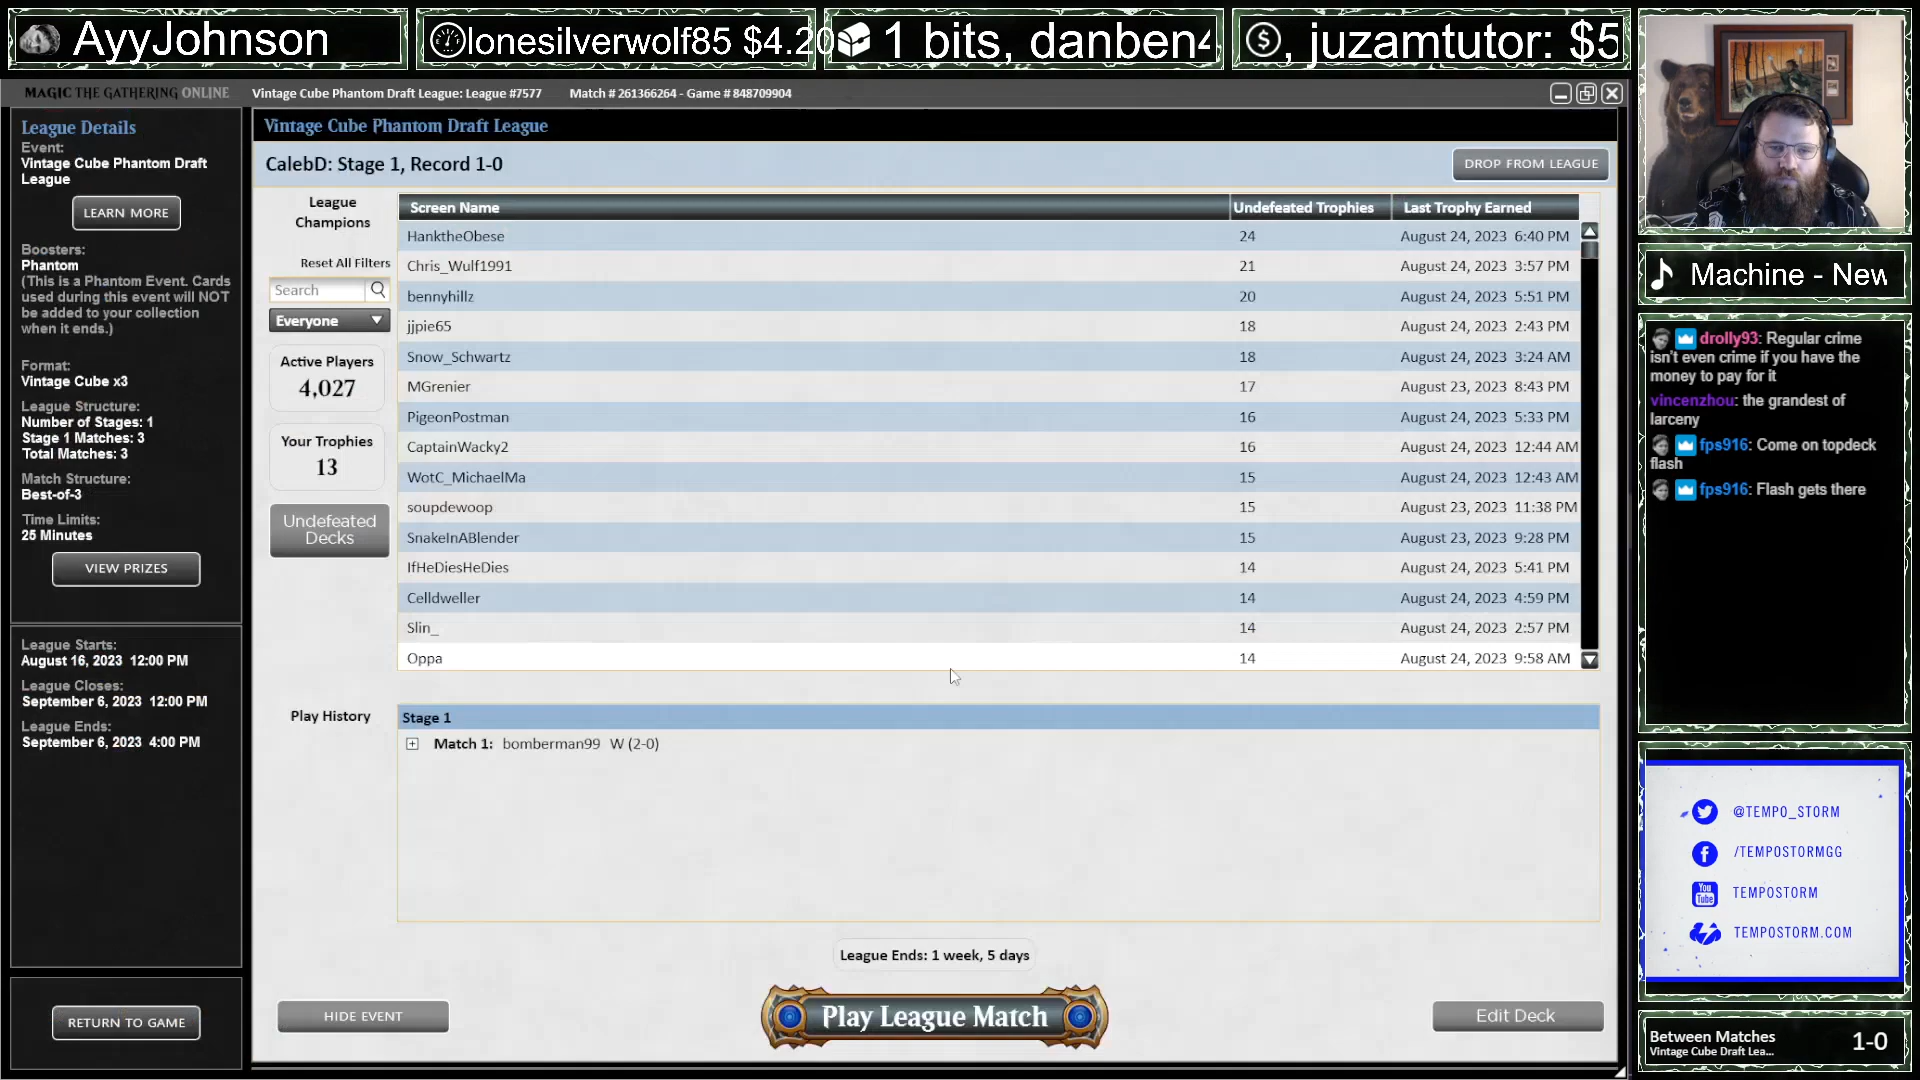 AyyJohnson
lonesilverwolf85 $4.20
1 bits, danben4
, juzamtutor: $5
MAGIC THE GATHERING ONLINE
Vintage Cube Phantom Draft League: League #7577
Match # 261366264 - Game # 848709904
League Details
Event:
Vintage Cube Phantom Draft
League
LEARN MORE
Boosters:
Phantom
(This is a Phantom Event. Cards
used during this event will NOT
be added to your collection
when it ends.)
Format:
Vintage Cube x3
League Structure:
Number of Stages: 1
Stage 1 Matches: 3
Total Matches: 3
Match Structure:
Best-of-3
Time Limits:
25 Minutes
VIEW PRIZES
League Starts:
August 16, 2023 12:00 PM
League Closes:
September 6, 2023 12:00 PM
League Ends:
September 6, 2023 4:00 PM
RETURN TO GAME
Vintage Cube Phantom Draft League
CalebD: Stage 1, Record 1-0
DROP FROM LEAGUE
League
Champions
Reset All Filters
Search
Everyone
Active Players
4,027
Your Trophies
13
Undefeated
Decks
Screen Name Undefeated Trophies Last Trophy Earned
HanktheObese 24 August 24, 2023 6:40 PM
Chris_Wulf1991 21 August 24, 2023 3:57 PM
bennyhillz 20 August 24, 2023 5:51 PM
jjpie65 18 August 24, 2023 2:43 PM
Snow_Schwartz 18 August 24, 2023 3:24 AM
MGrenier 17 August 23, 2023 8:43 PM
PigeonPostman 16 August 24, 2023 5:33 PM
CaptainWacky2 16 August 24, 2023 12:44 AM
WotC_MichaelMa 15 August 24, 2023 12:43 AM
soupdewoop 15 August 23, 2023 11:38 PM
SnakeInABlender 15 August 23, 2023 9:28 PM
IfHeDiesHeDies 14 August 24, 2023 5:41 PM
Celldweller 14 August 24, 2023 4:59 PM
Slin_ 14 August 24, 2023 2:57 PM
Oppa 14 August 24, 2023 9:58 AM
Play History
Stage 1
Match 1: bomberman99 W (2-0)
League Ends: 1 week, 5 days
HIDE EVENT
Play League Match
Edit Deck
Machine - New
drolly93: Regular crime
isn't even crime if you have the
money to pay for it
vincenzhou: the grandest of
larceny
fps916: Come on topdeck
flash
fps916: Flash gets there
@TEMPO_STORM
/TEMPOSTORMGG
You
Tube
TEMPOSTORM
TEMPOSTORM.COM
Between Matches
Vintage Cube Draft Lea...
1-0